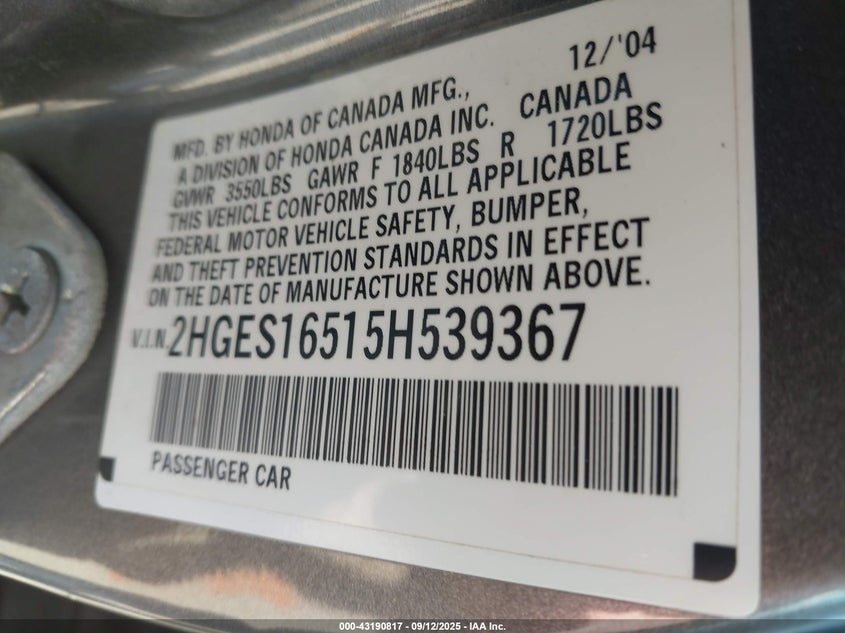 12/'04
MFD. BY HONDA OF CANADA MFG.,
A DIVISION OF HONDA CANADA INC. CANADA
GVWR 3550LBS GAWR F 1840LBS R 1720LBS
THIS VEHICLE CONFORMS TO ALL APPLICABLE
FEDERAL MOTOR VEHICLE SAFETY, BUMPER,
AND THEFT PREVENTION STANDARDS IN EFFECT
ON THE DATE OF MANUFACTURE SHOWN ABOVE.
V.I.N. 2HGES16515H539367
PASSENGER CAR
000-43190817 - 09/12/2025 - IAA Inc.